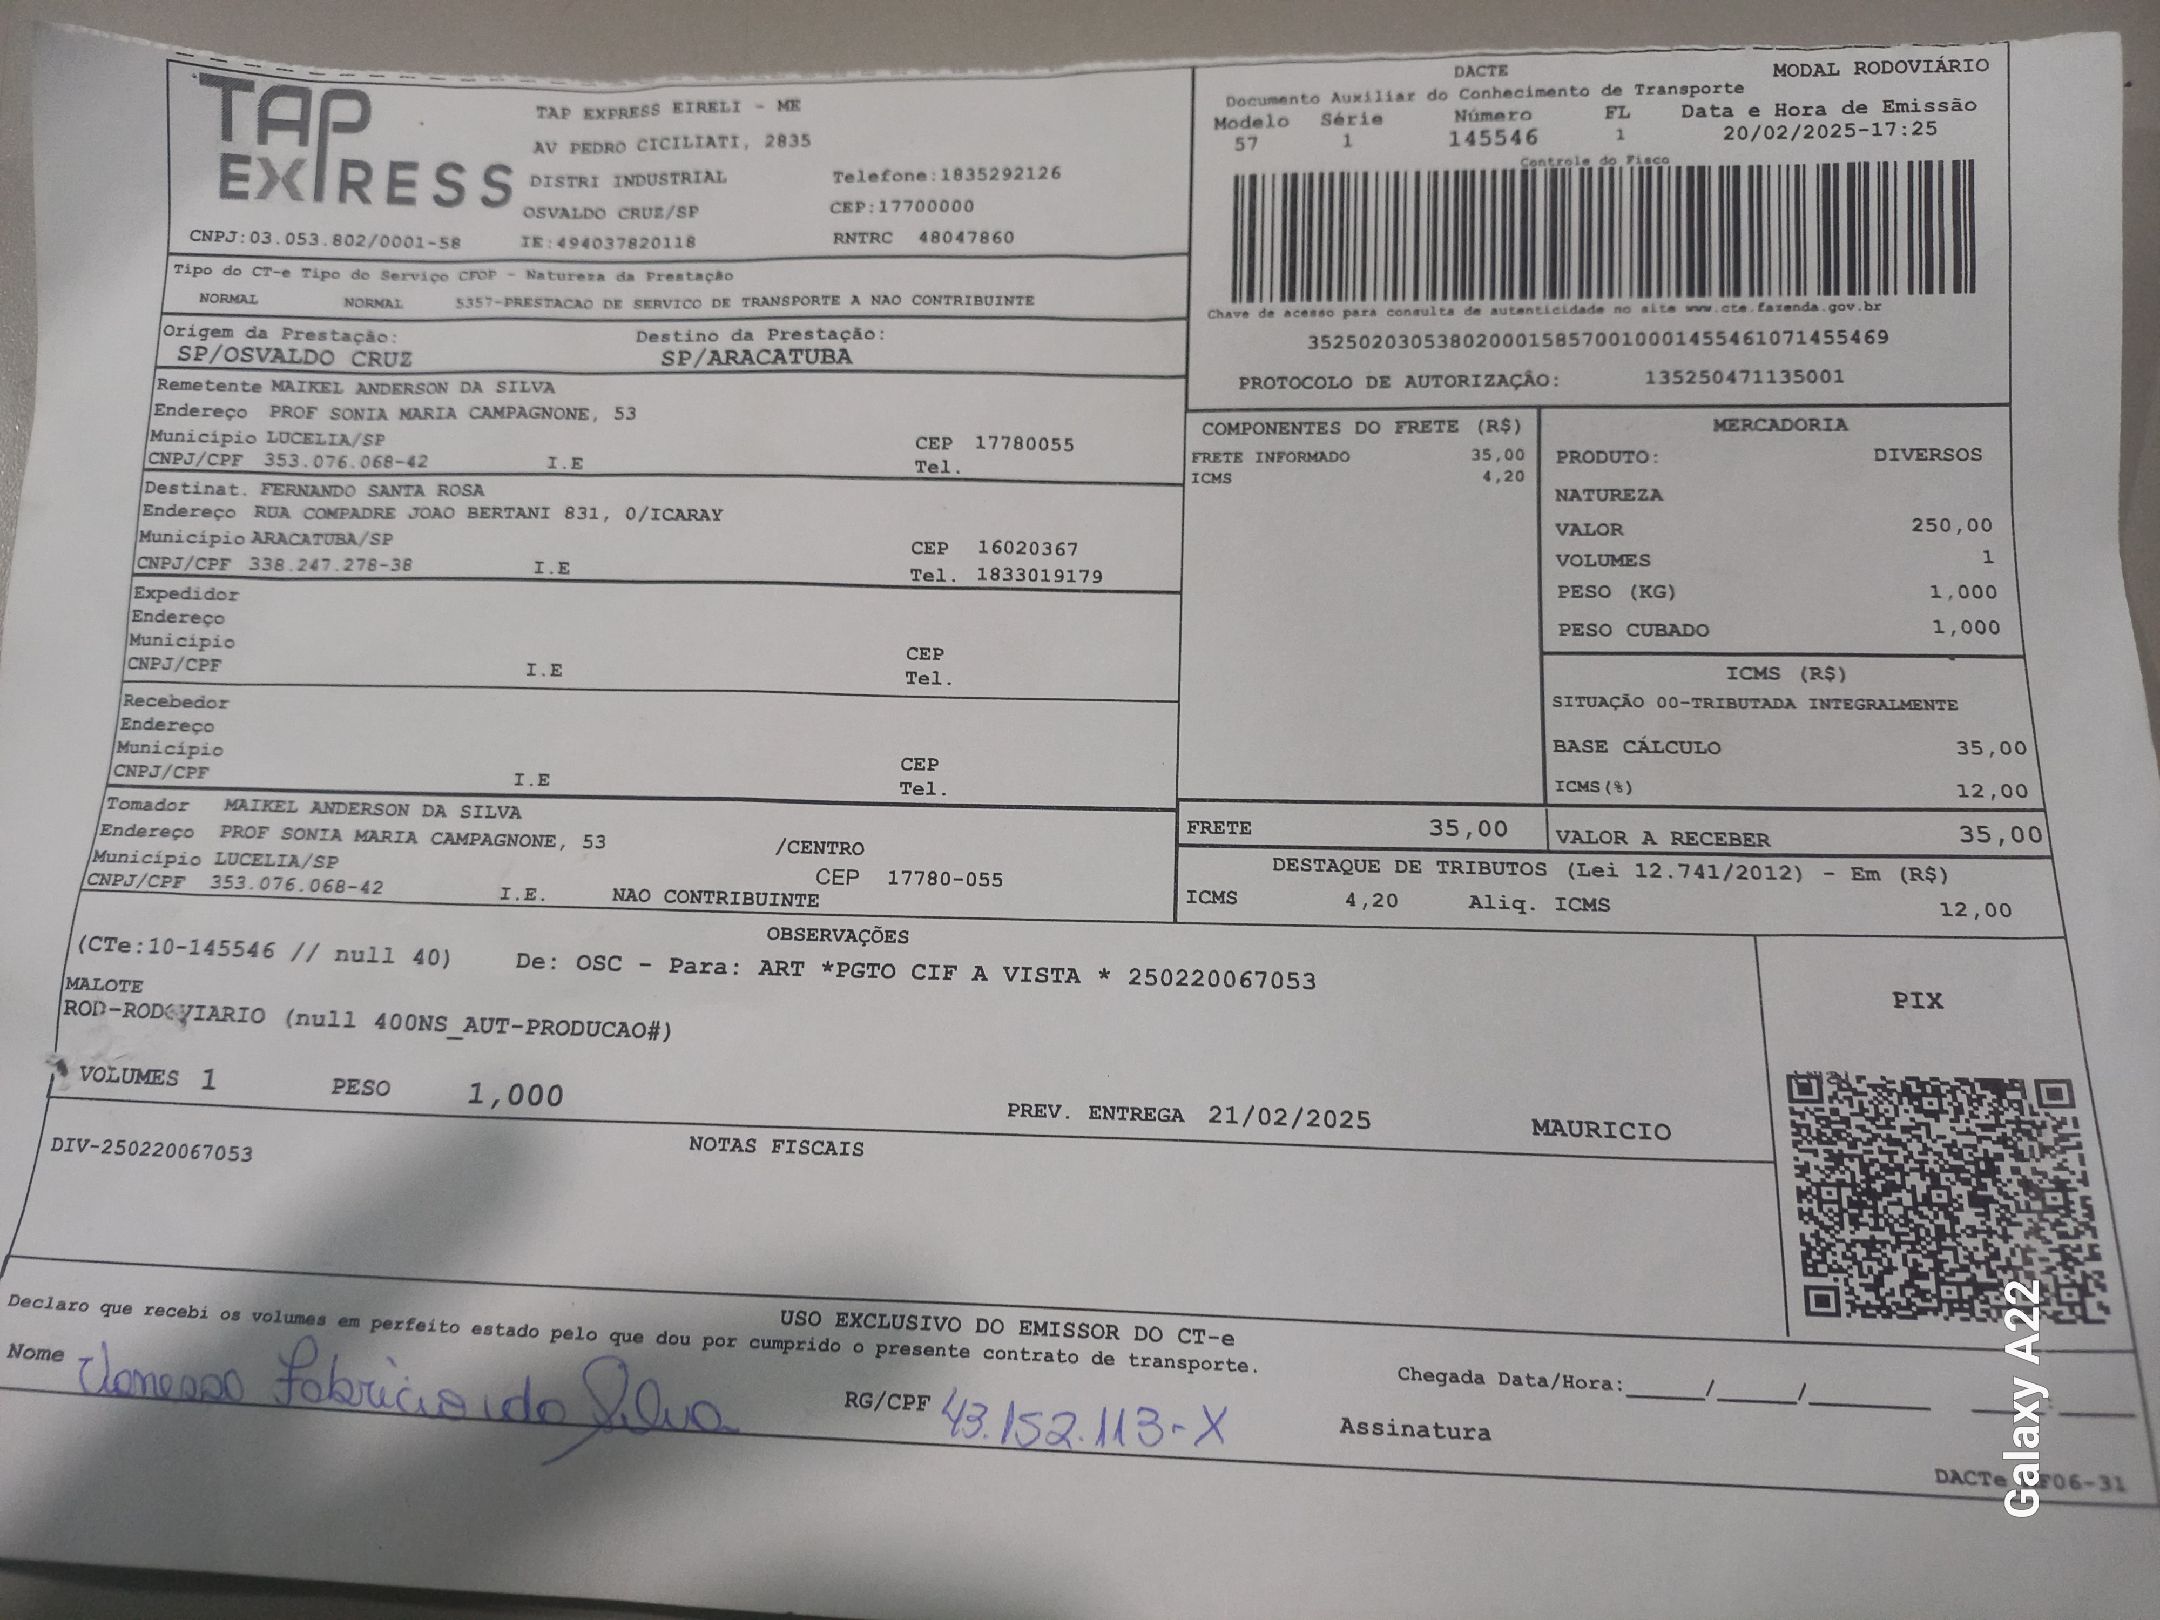 TAP EXPRESS
TAP EXPRESS EIRELI - ME
AV PEDRO CICILIATI, 2835
DISTRI INDUSTRIAL Telefone:1835292126
OSVALDO CRUZ/SP CEP:17700000
CNPJ:03.053.802/0001-58 IE:494037820118 RNTRC 48047860
DACTE MODAL RODOVIÁRIO
Documento Auxiliar do Conhecimento de Transporte
Modelo Série Número FL Data e Hora de Emissão
57 1 145546 1 20/02/2025-17:25
Controle do Fisco
Chave de acesso para consulta de autenticidade no site www.cte.fazenda.gov.br
35250203053802000158570010001455461071455469
PROTOCOLO DE AUTORIZAÇÃO: 135250471135001
Tipo do CT-e Tipo do Serviço CFOP - Natureza da Prestação
NORMAL NORMAL 5357-PRESTACAO DE SERVICO DE TRANSPORTE A NAO CONTRIBUINTE
Origem da Prestação: Destino da Prestação:
SP/OSVALDO CRUZ SP/ARACATUBA
Remetente MAIKEL ANDERSON DA SILVA
Endereço PROF SONIA MARIA CAMPAGNONE, 53
Município LUCELIA/SP CEP 17780055
CNPJ/CPF 353.076.068-42 I.E Tel.
Destinat. FERNANDO SANTA ROSA
Endereço RUA COMPADRE JOAO BERTANI 831, 0/ICARAY
Município ARACATUBA/SP CEP 16020367
CNPJ/CPF 338.247.278-38 I.E Tel. 1833019179
Expedidor
Endereço
Município CEP
CNPJ/CPF I.E Tel.
Recebedor
Endereço
Município CEP
CNPJ/CPF I.E Tel.
Tomador MAIKEL ANDERSON DA SILVA
Endereço PROF SONIA MARIA CAMPAGNONE, 53 /CENTRO
Município LUCELIA/SP CEP 17780-055
CNPJ/CPF 353.076.068-42 I.E. NAO CONTRIBUINTE
COMPONENTES DO FRETE (R$)
FRETE INFORMADO 35,00
ICMS 4,20
MERCADORIA
PRODUTO: DIVERSOS
NATUREZA
VALOR 250,00
VOLUMES 1
PESO (KG) 1,000
PESO CUBADO 1,000
ICMS (R$)
SITUAÇÃO 00-TRIBUTADA INTEGRALMENTE
BASE CÁLCULO 35,00
ICMS(%) 12,00
FRETE 35,00 VALOR A RECEBER 35,00
DESTAQUE DE TRIBUTOS (Lei 12.741/2012) - Em (R$)
ICMS 4,20 Aliq. ICMS 12,00
OBSERVAÇÕES
(CTe:10-145546 // null 40) De: OSC - Para: ART *PGTO CIF A VISTA * 250220067053
MALOTE
ROD-RODOVIARIO (null 400NS_AUT-PRODUCAO#)
VOLUMES 1 PESO 1,000 PREV. ENTREGA 21/02/2025 MAURICIO
PIX
DIV-250220067053 NOTAS FISCAIS
USO EXCLUSIVO DO EMISSOR DO CT-e
Declaro que recebi os volumes em perfeito estado pelo que dou por cumprido o presente contrato de transporte.
Nome Vanessa Fabricio da Silva RG/CPF 43.152.113-X
Chegada Data/Hora:_____/_____/_________ ____:____
Assinatura
DACTe F06-31
Galaxy A22